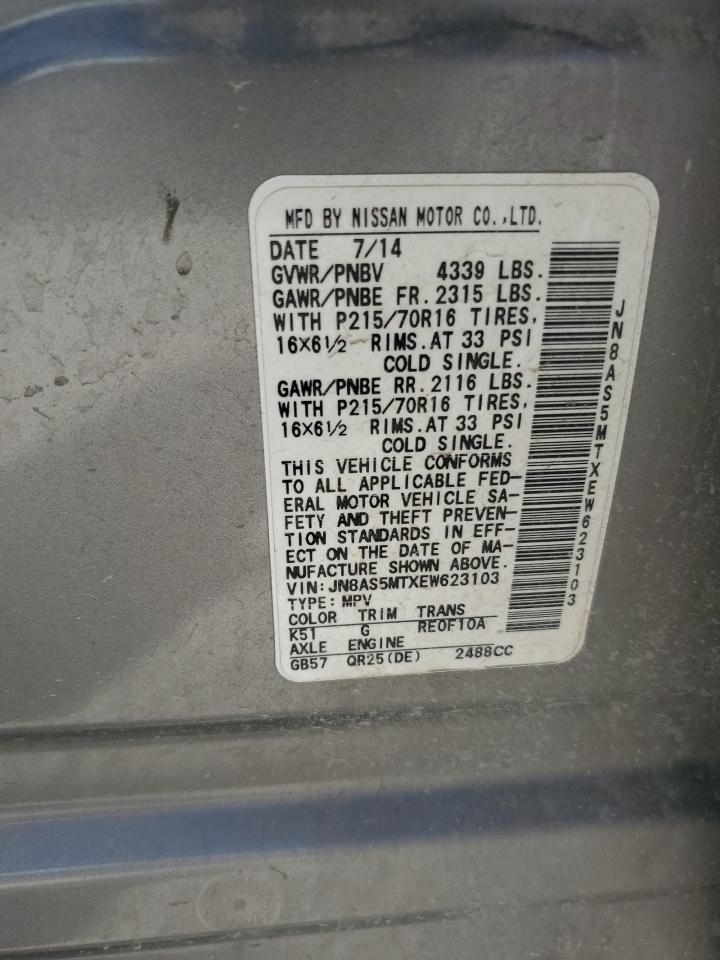 MFD BY NISSAN MOTOR CO.,LTD.
DATE 7/14
GVWR/PNBV 4339 LBS.
GAWR/PNBE FR. 2315 LBS.
WITH P215/70R16 TIRES,
16X6½ RIMS.AT 33 PSI
COLD SINGLE.
GAWR/PNBE RR. 2116 LBS.
WITH P215/70R16 TIRES,
16X6½ RIMS.AT 33 PSI
COLD SINGLE.
THIS VEHICLE CONFORMS
TO ALL APPLICABLE FED-
ERAL MOTOR VEHICLE SA-
FETY AND THEFT PREVEN-
TION STANDARDS IN EFF-
ECT ON THE DATE OF MA-
NUFACTURE SHOWN ABOVE.
VIN:JN8AS5MTXEW623103
TYPE:MPV
COLOR TRIM TRANS
K51 G RE0F10A
AXLE ENGINE
GB57 QR25(DE) 2488CC
JN8AS5MTXEW623103